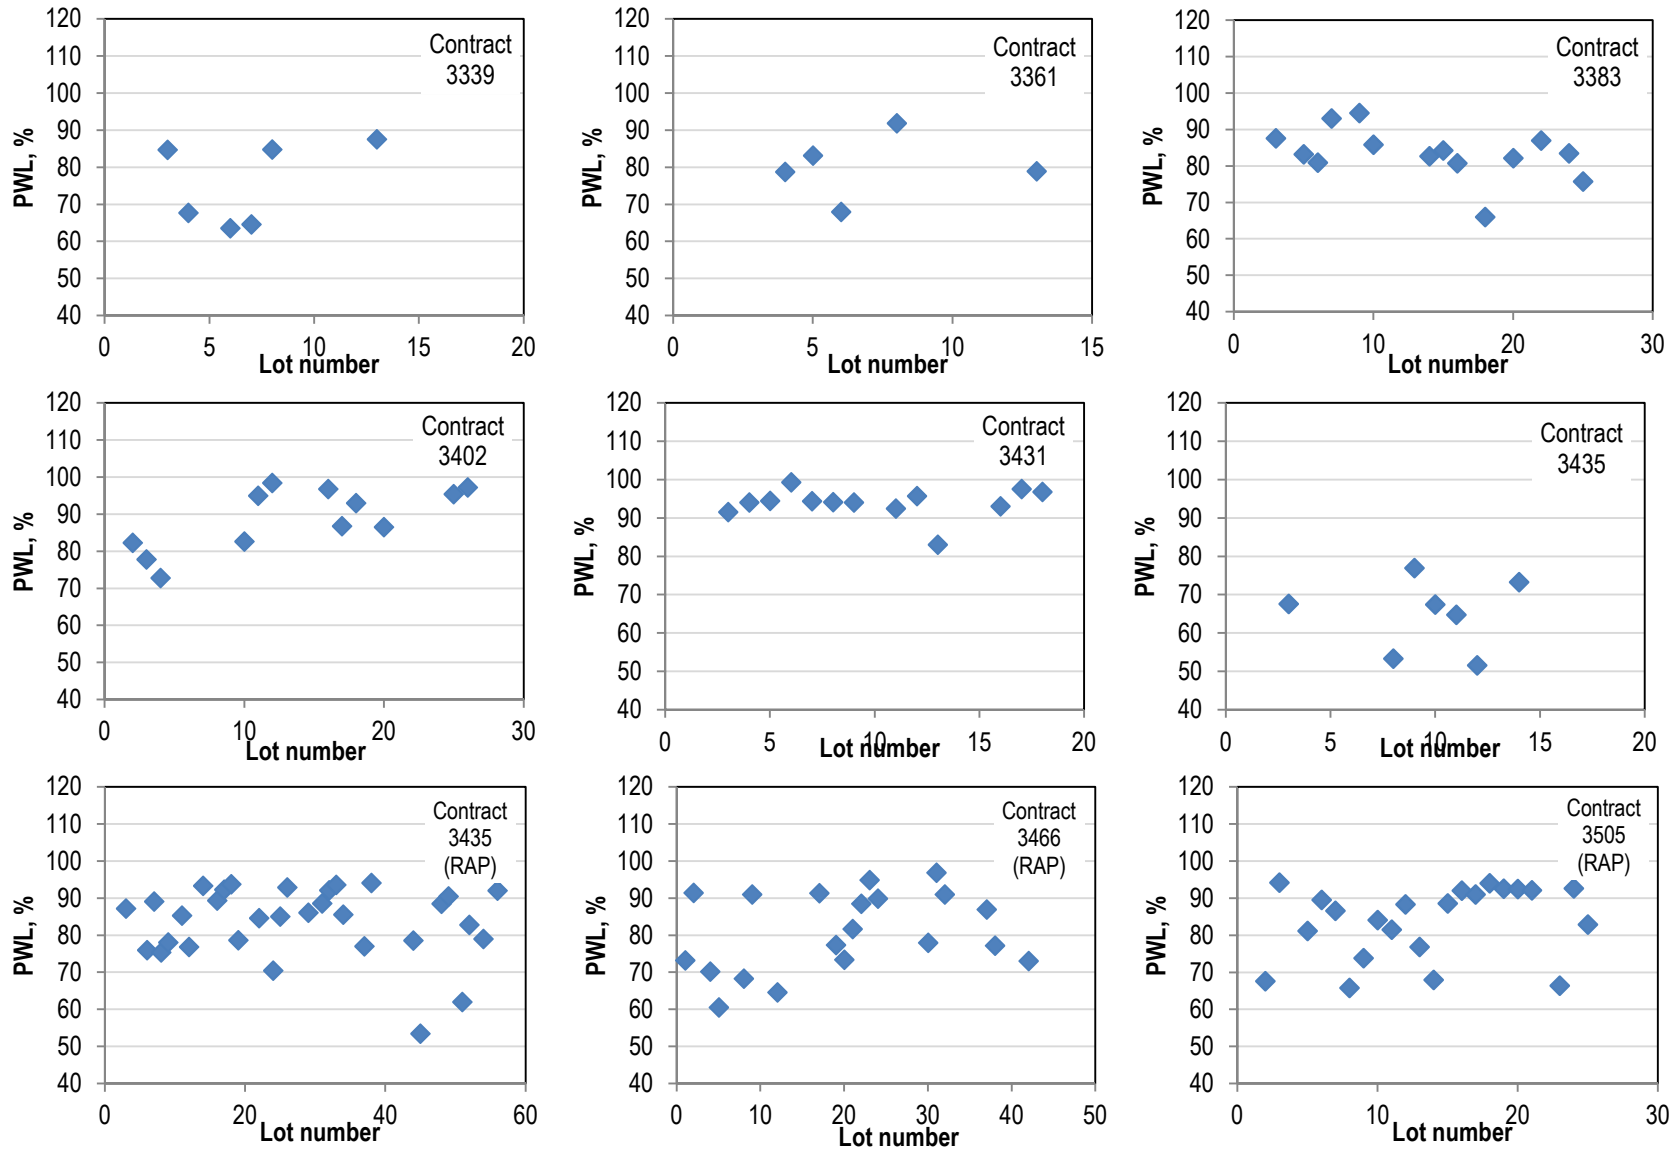 120
110
100
90
80
70
60
50
40
PWL, %
Contract
3339
0 5 10 15 20
Lot number
120
110
100
90
80
70
60
50
40
PWL, %
Contract
3361
0 5 10 15
Lot number
120
110
100
90
80
70
60
50
40
PWL, %
Contract
3383
0 10 20 30
Lot number
120
110
100
90
80
70
60
50
40
PWL, %
Contract
3402
0 10 20 30
Lot number
120
110
100
90
80
70
60
50
40
PWL, %
Contract
3431
0 5 10 15 20
Lot number
120
110
100
90
80
70
60
50
40
PWL, %
Contract
3435
0 5 10 15 20
Lot number
120
110
100
90
80
70
60
50
40
PWL, %
Contract
3435
(RAP)
0 20 40 60
Lot number
120
110
100
90
80
70
60
50
40
PWL, %
Contract
3466
(RAP)
0 10 20 30 40 50
Lot number
120
110
100
90
80
70
60
50
40
PWL, %
Contract
3505
(RAP)
0 10 20 30
Lot number